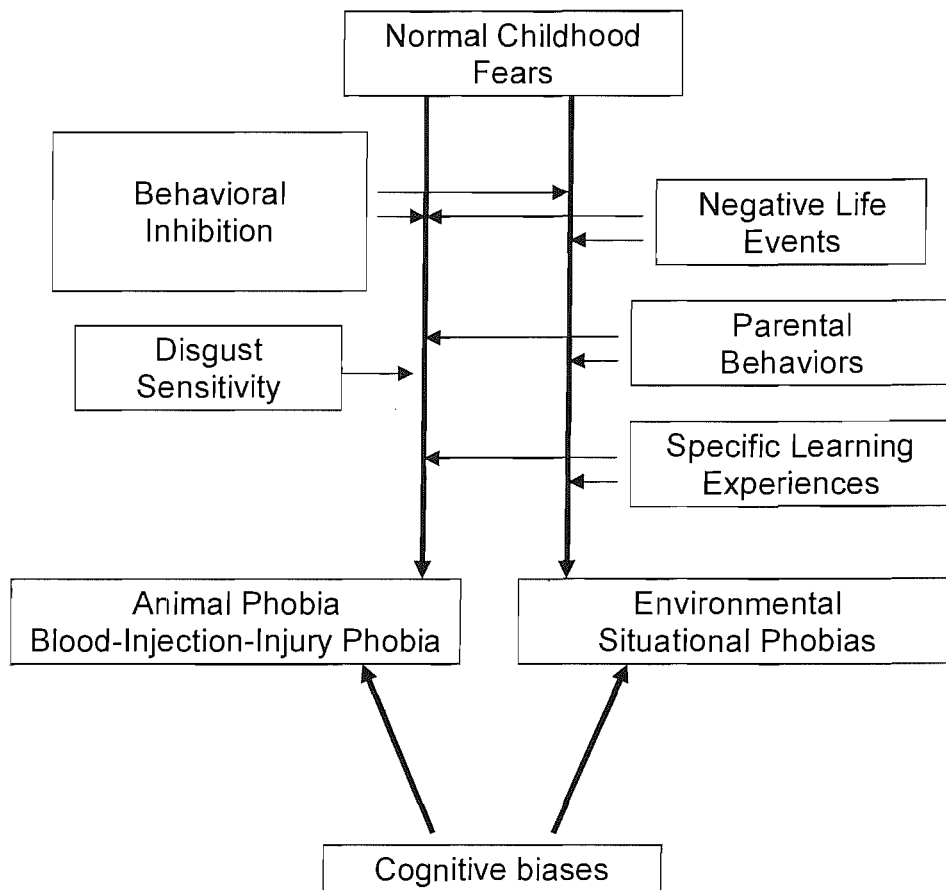 Normal Childhood
Fears
Behavioral
Inhibition
Negative Life
Events
Parental
Behaviors
Disgust
Sensitivity
Specific Learning
Experiences
Animal Phobia
Blood-Injection-Injury Phobia
Environmental
Situational Phobias
Cognitive biases